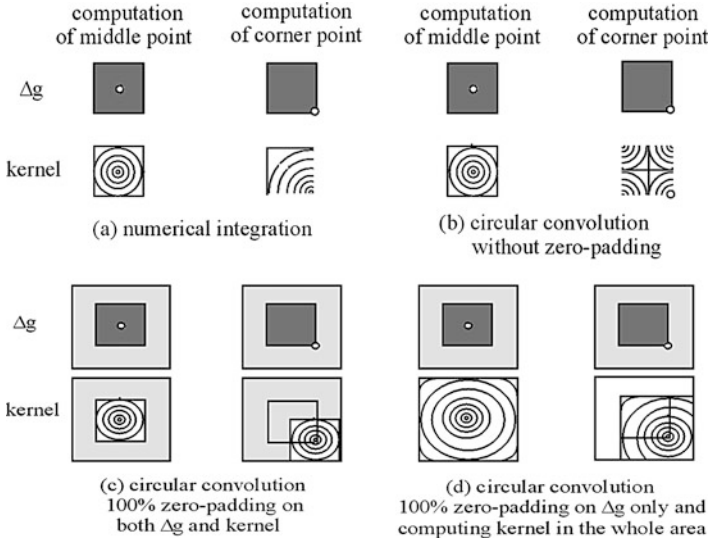 computation of middle point
computation of corner point
computation of middle point
computation of corner point
Δg
kernel
(a) numerical integration
(b) circular convolution
without zero-padding
Δg
kernel
(c) circular convolution
100% zero-padding on
both Δg and kernel
(d) circular convolution
100% zero-padding on Δg only and
computing kernel in the whole area